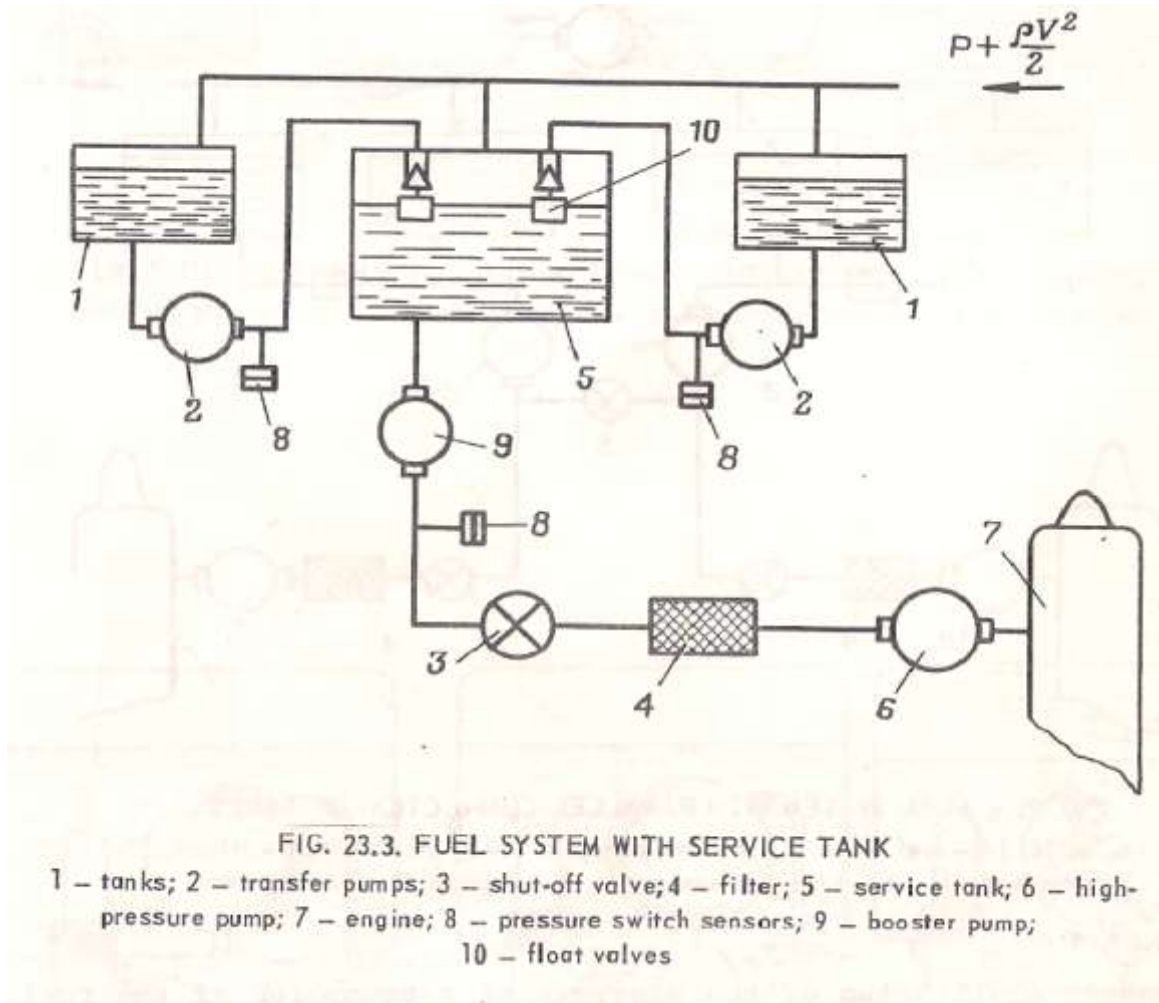 P + ρV²/2
10
1
2
8
5
2
1
8
9
8
7
3
4
6
FIG. 23.3. FUEL SYSTEM WITH SERVICE TANK
1 – tanks; 2 – transfer pumps; 3 – shut-off valve;4 – filter; 5 – service tank; 6 – high-
pressure pump; 7 – engine; 8 – pressure switch sensors; 9 – booster pump;
10 – float valves